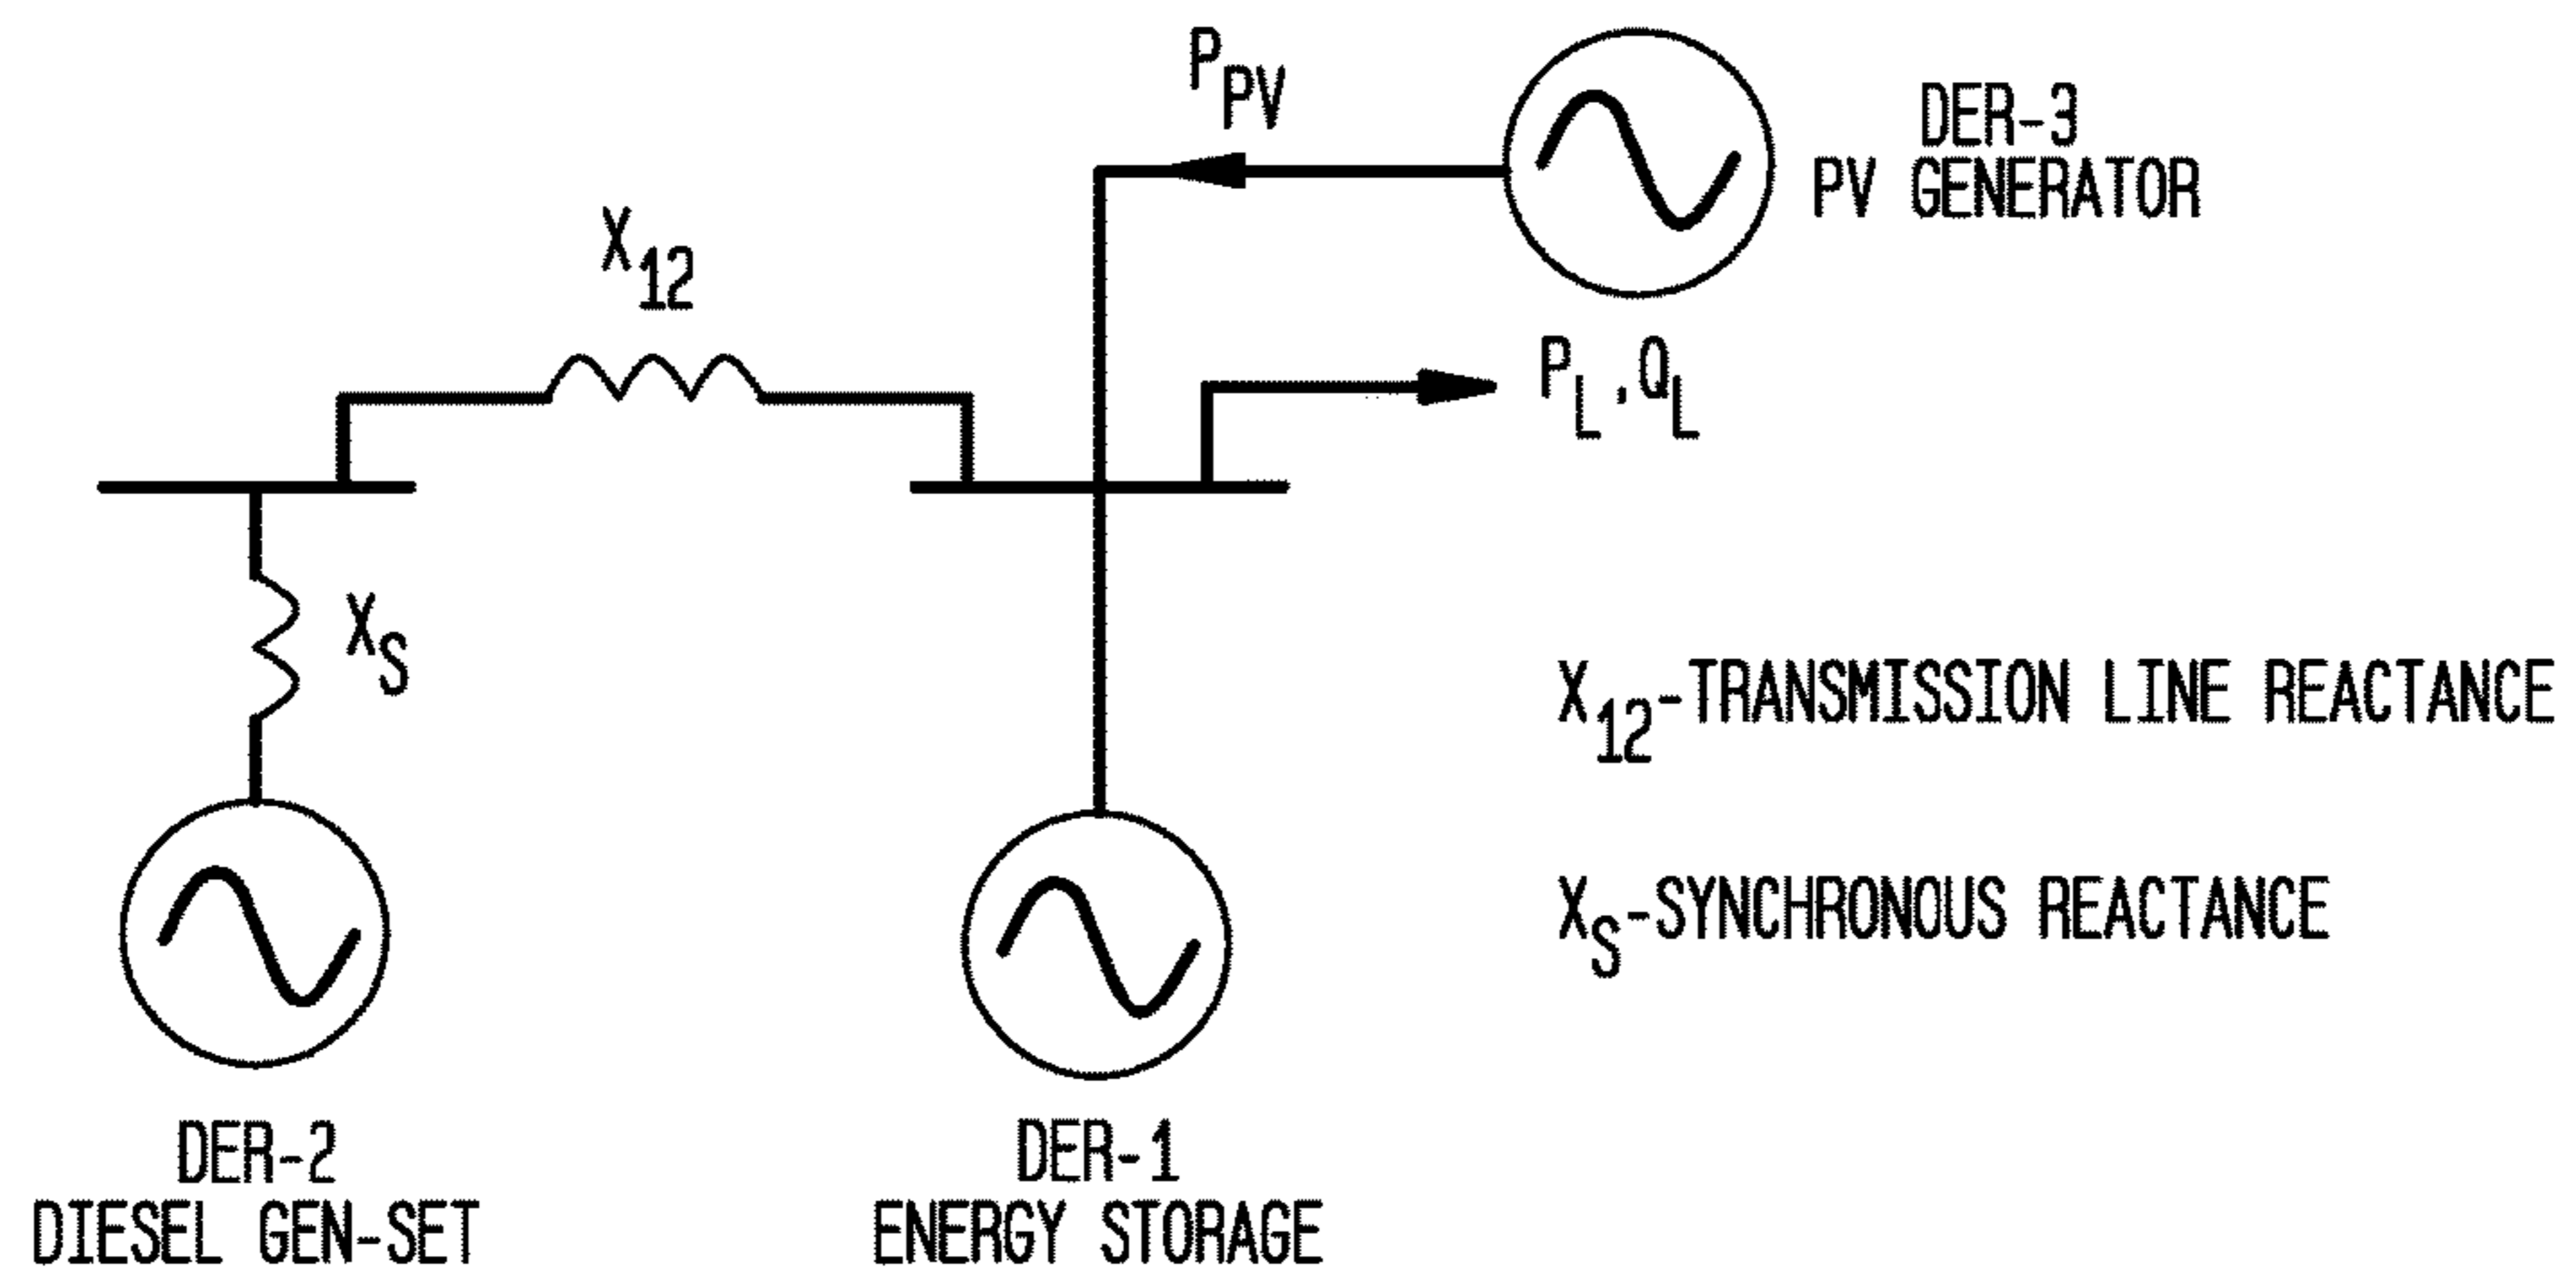 P_PV
DER-3
PV GENERATOR
X_12
P_L, Q_L
X_S
X_12-TRANSMISSION LINE REACTANCE
X_S-SYNCHRONOUS REACTANCE
DER-2
DIESEL GEN-SET
DER-1
ENERGY STORAGE